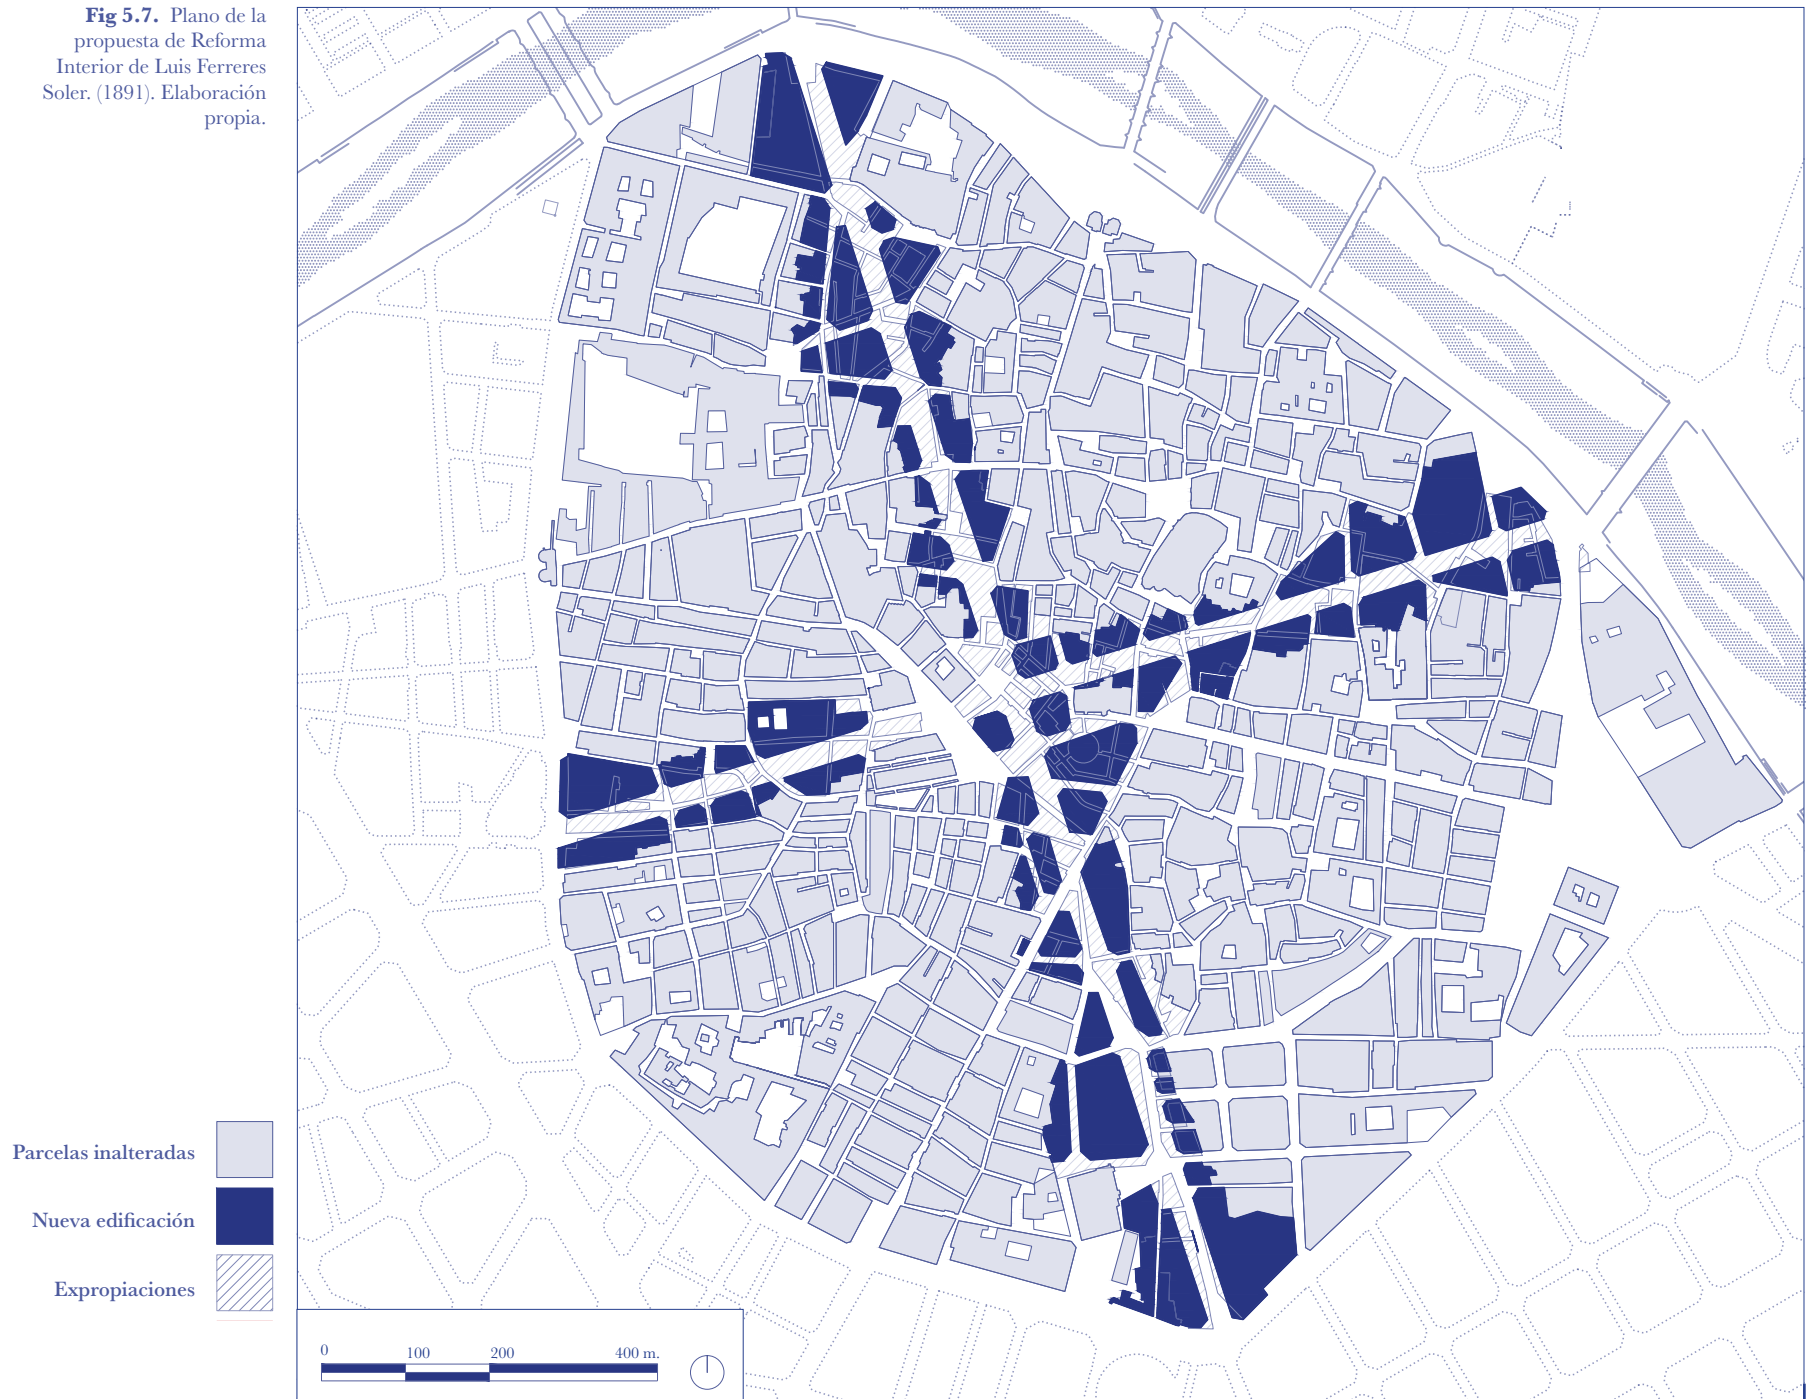 Fig 5.7. Plano de la
propuesta de Reforma
Interior de Luis Ferreres
Soler. (1891). Elaboración
propia.
Parcelas inalteradas
Nueva edificación
Expropiaciones
0 100 200 400 m.